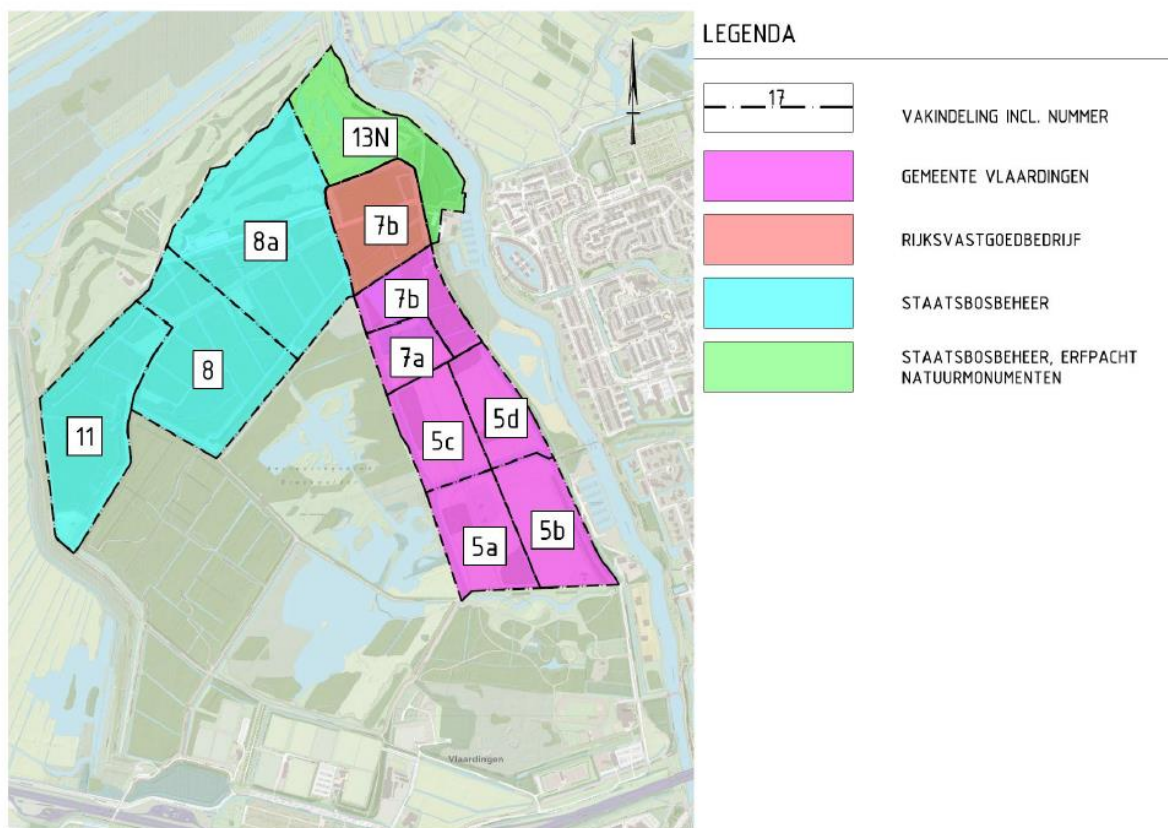 LEGENDA
17
VAKINDELING INCL. NUMMER
GEMEENTE VLAARDINGEN
RIJKSVASTGOEDBEDRIJF
STAATSBOSBEHEER
STAATSBOSBEHEER, ERFPACHT
NATUURMONUMENTEN
13N
7b
8a
7b
7a
8
5d
11
5c
5b
5a
Vlaardingen